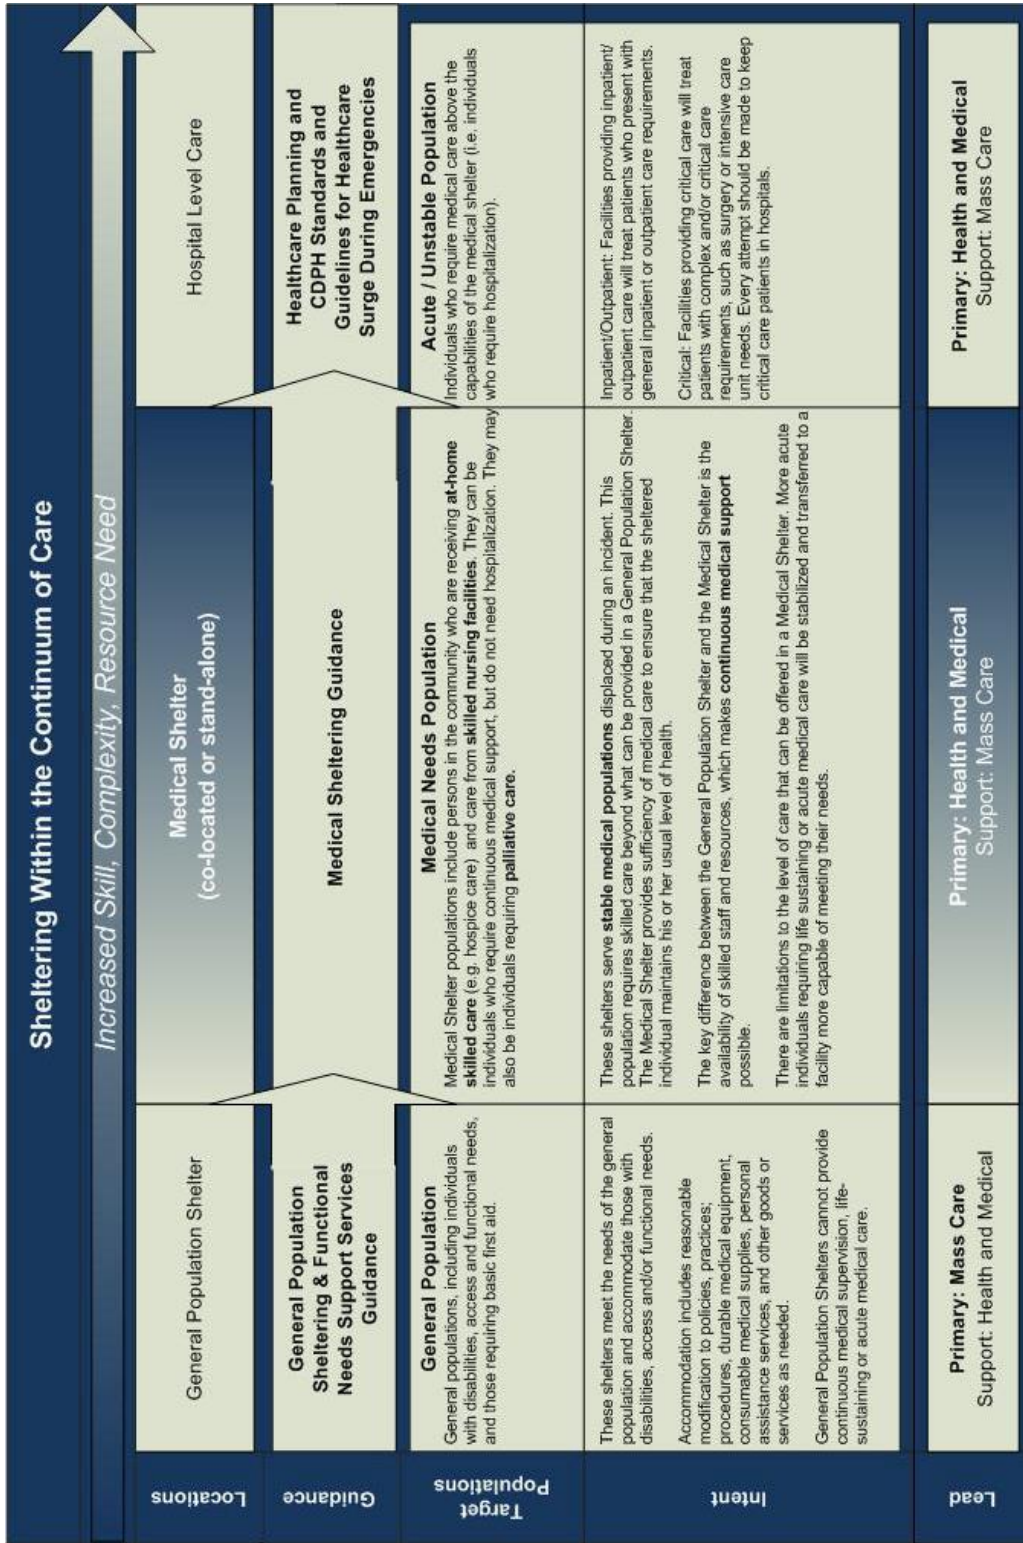 Sheltering Within the Continuum of Care
Increased Skill, Complexity, Resource Need
Locations
General Population Shelter
Medical Shelter
(co-located or stand-alone)
Hospital Level Care
Guidance
General Population
Sheltering & Functional
Needs Support Services
Guidance
Medical Sheltering Guidance
Healthcare Planning and
CDPH Standards and
Guidelines for Healthcare
Surge During Emergencies
Target
Populations
General Population
General populations, including individuals
with disabilities, access and functional needs,
and those requiring basic first aid.
Medical Needs Population
Medical Shelter populations include persons in the community who are receiving at-home
skilled care (e.g. hospice care) and care from skilled nursing facilities. They can be
individuals who require continuous medical support, but do not need hospitalization. They may
also be individuals requiring palliative care.
Acute / Unstable Population
Individuals who require medical care above the
capabilities of the medical shelter (i.e. individuals
who require hospitalization).
Intent
These shelters meet the needs of the general
population and accommodate those with
disabilities, access and/or functional needs.
Accommodation includes reasonable
modification to policies, practices;
procedures, durable medical equipment,
consumable medical supplies, personal
assistance services, and other goods or
services as needed.
General Population Shelters cannot provide
continuous medical supervision, life-
sustaining or acute medical care.
These shelters serve stable medical populations displaced during an incident. This
population requires skilled care beyond what can be provided in a General Population Shelter.
The Medical Shelter provides sufficiency of medical care to ensure that the sheltered
individual maintains his or her usual level of health.
The key difference between the General Population Shelter and the Medical Shelter is the
availability of skilled staff and resources, which makes continuous medical support
possible.
There are limitations to the level of care that can be offered in a Medical Shelter. More acute
individuals requiring life sustaining or acute medical care will be stabilized and transferred to a
facility more capable of meeting their needs.
Inpatient/Outpatient: Facilities providing inpatient/
outpatient care will treat patients who present with
general inpatient or outpatient care requirements.
Critical: Facilities providing critical care will treat
patients with complex and/or critical care
requirements, such as surgery or intensive care
unit needs. Every attempt should be made to keep
critical care patients in hospitals.
Lead
Primary: Mass Care
Support: Health and Medical
Primary: Health and Medical
Support: Mass Care
Primary: Health and Medical
Support: Mass Care